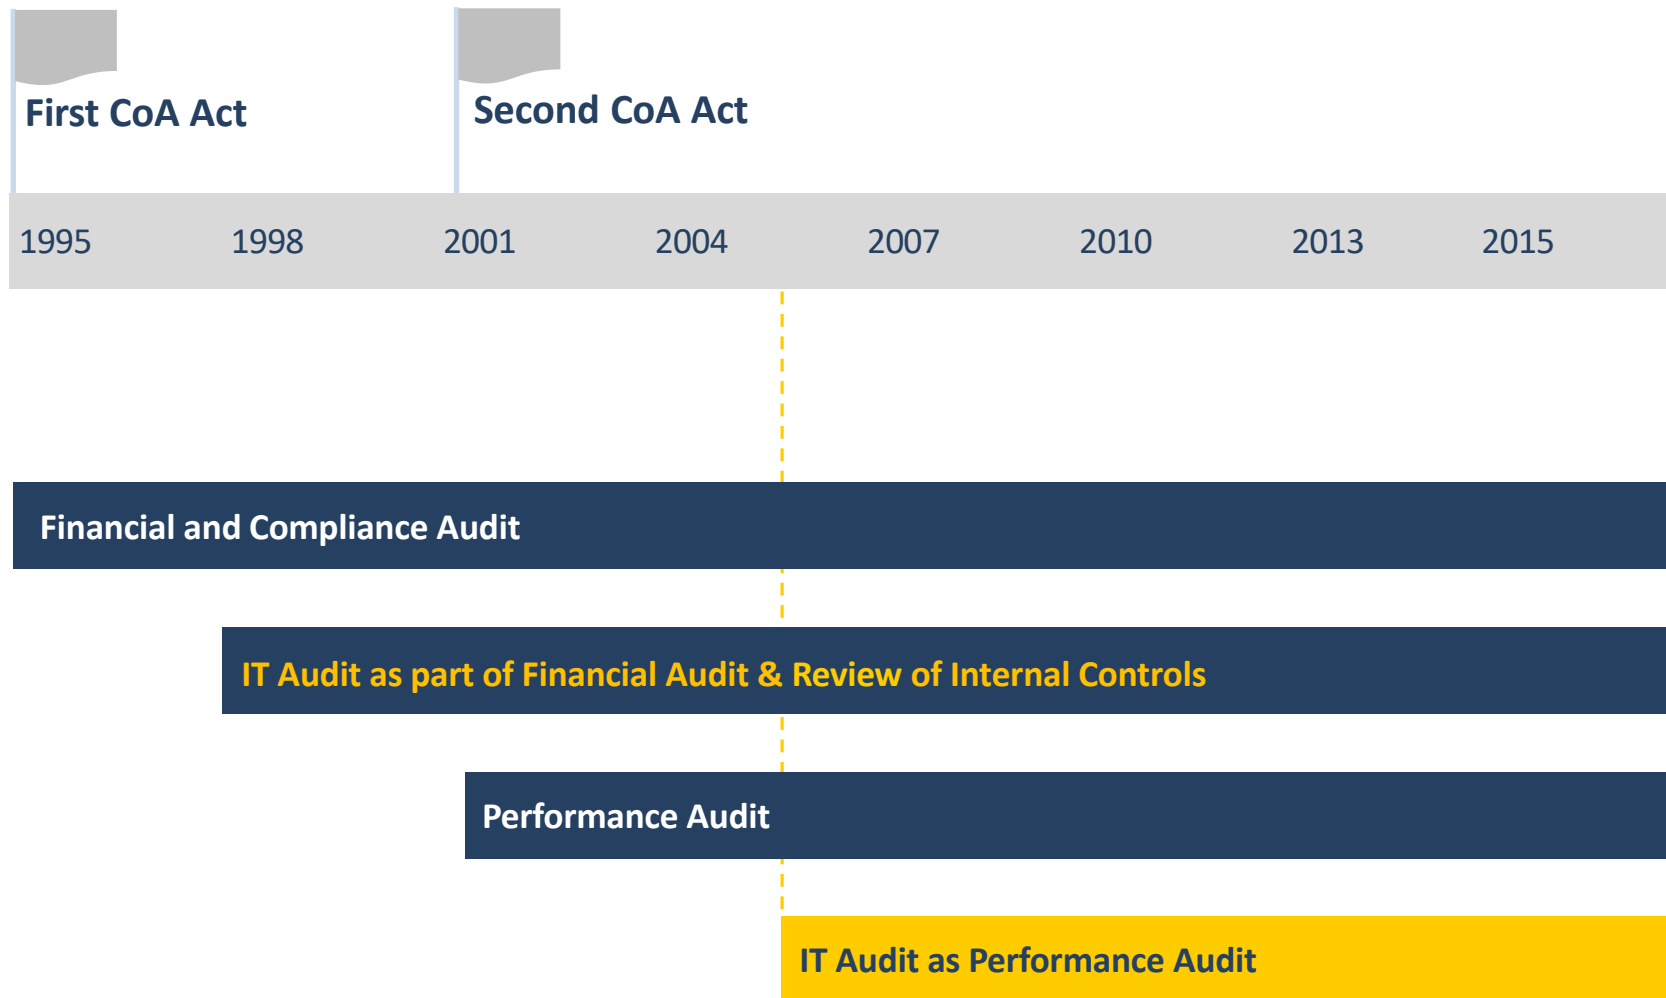 First CoA Act
Second CoA Act
1995 1998 2001 2004 2007 2010 2013 2015
Financial and Compliance Audit
IT Audit as part of Financial Audit & Review of Internal Controls
Performance Audit
IT Audit as Performance Audit